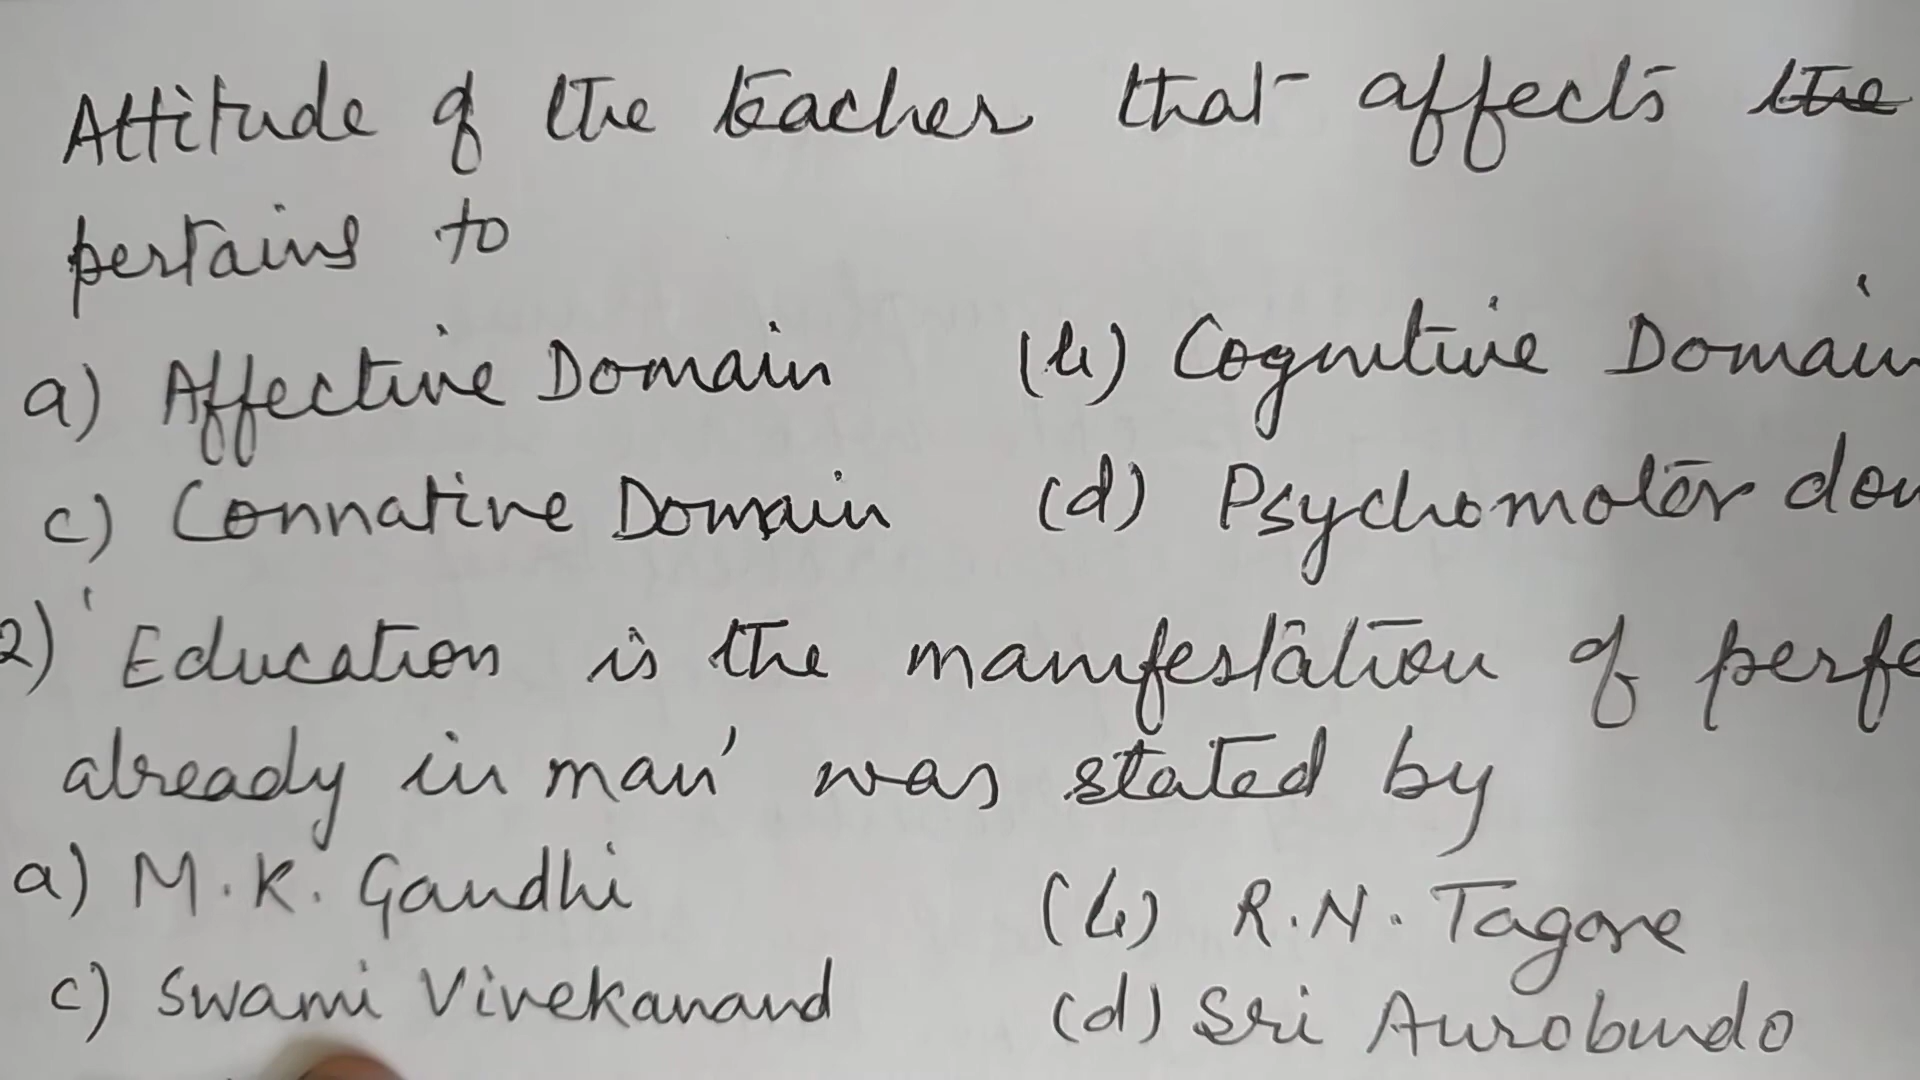 Attitude of the teacher that affects the
pertains to
a) Affective Domain (b) Cognitive Domain
c) Connative Domain (d) Psychomotor
2) 'Education is the manifestation of
already in man' was stated by
a) M.K. Gandhi (b) R.N. Tagore
c) Swami Vivekanand (d) Sri Aurobindo